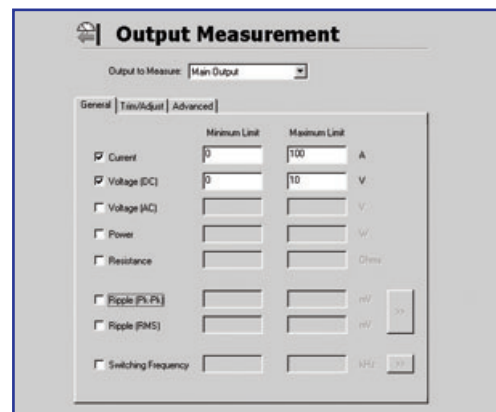 Output Measurement
Output to Measure: Main Output
General Trim/Adjust Advanced
Minimum Limit Maximum Limit
Current 0 100 A
Voltage (DC) 0 10 V
Voltage (AC) V
Power W
Resistance Ohms
Ripple (Pk-Pk) mV >>
Ripple (RMS) mV
Switching Frequency kHz >>